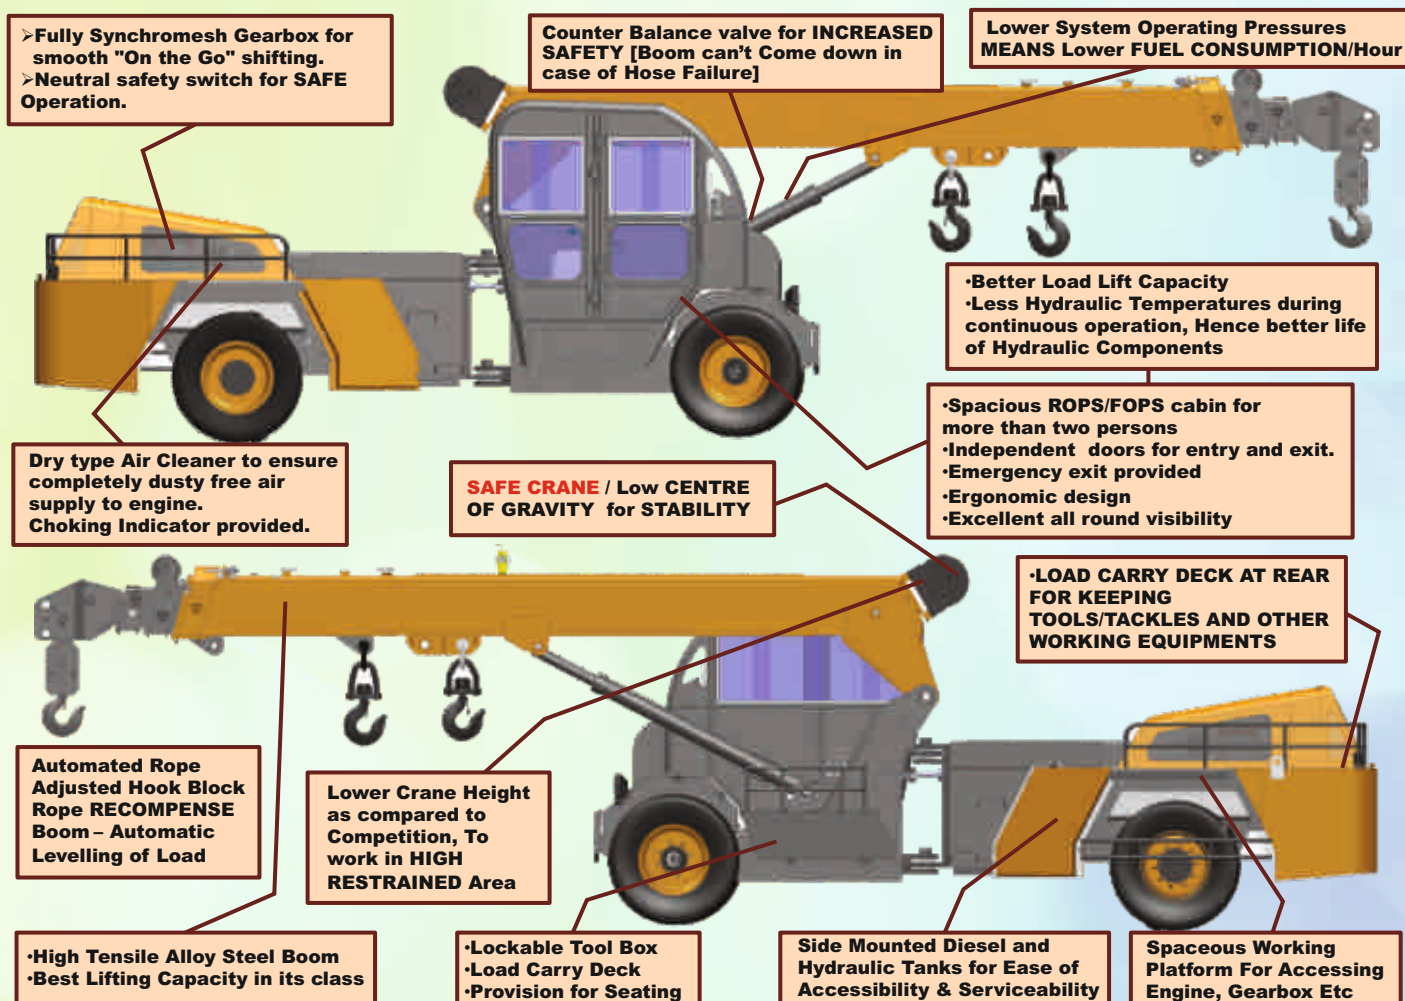 ➢Fully Synchromesh Gearbox for
smooth "On the Go" shifting.
➢Neutral safety switch for SAFE
Operation.
Counter Balance valve for INCREASED
SAFETY [Boom can't Come down in
case of Hose Failure]
Lower System Operating Pressures
MEANS Lower FUEL CONSUMPTION/Hour
•Better Load Lift Capacity
•Less Hydraulic Temperatures during
continuous operation, Hence better life
of Hydraulic Components
•Spacious ROPS/FOPS cabin for
more than two persons
•Independent doors for entry and exit.
•Emergency exit provided
•Ergonomic design
•Excellent all round visibility
Dry type Air Cleaner to ensure
completely dusty free air
supply to engine.
Choking Indicator provided.
SAFE CRANE / Low CENTRE
OF GRAVITY for STABILITY
•LOAD CARRY DECK AT REAR
FOR KEEPING
TOOLS/TACKLES AND OTHER
WORKING EQUIPMENTS
Automated Rope
Adjusted Hook Block
Rope RECOMPENSE
Boom – Automatic
Levelling of Load
Lower Crane Height
as compared to
Competition, To
work in HIGH
RESTRAINED Area
•High Tensile Alloy Steel Boom
•Best Lifting Capacity in its class
•Lockable Tool Box
•Load Carry Deck
•Provision for Seating
Side Mounted Diesel and
Hydraulic Tanks for Ease of
Accessibility & Serviceability
Spaceous Working
Platform For Accessing
Engine, Gearbox Etc